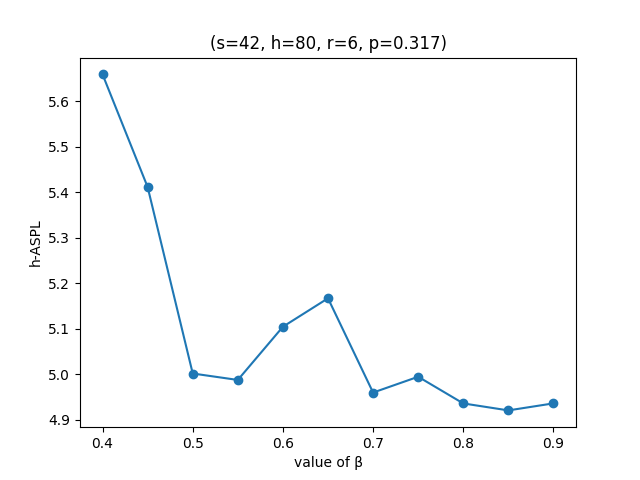 (s=42, h=80, r=6, p=0.317)
h-ASPL
5.6
5.5
5.4
5.3
5.2
5.1
5.0
4.9
0.4 0.5 0.6 0.7 0.8 0.9
value of β